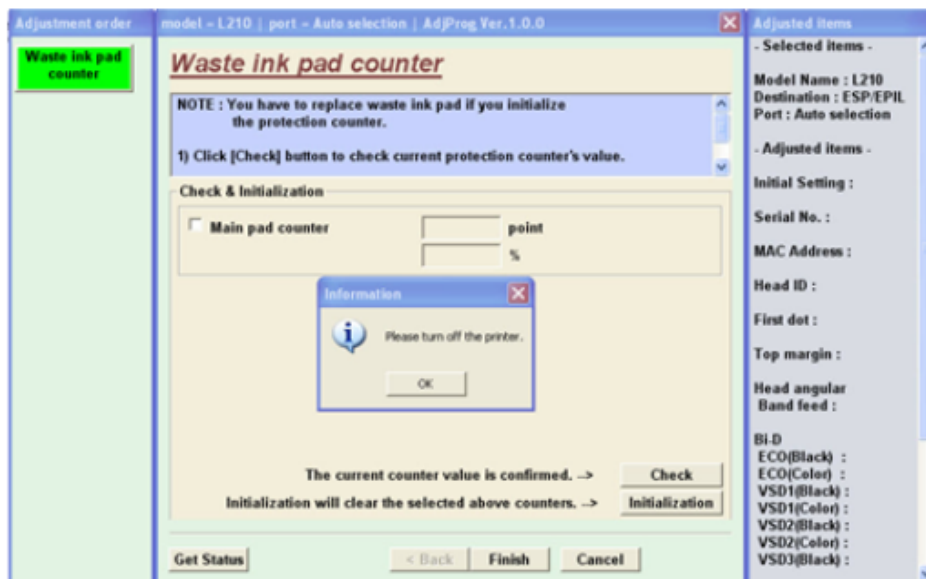 Adjustment order
Waste ink pad
counter
model = L210 | port = Auto selection | AdjProg Ver.1.0.0
Waste ink pad counter
NOTE : You have to replace waste ink pad if you initialize
the protection counter.
1) Click [Check] button to check current protection counter's value.
Check & Initialization
Main pad counter
point
%
Information
Please turn off the printer.
OK
The current counter value is confirmed. -->
Check
Initialization will clear the selected above counters. -->
Initialization
Get Status
< Back
Finish
Cancel
Adjusted items
- Selected items -
Model Name : L210
Destination : ESP/EPIL
Port : Auto selection
- Adjusted items -
Initial Setting :
Serial No. :
MAC Address :
Head ID :
First dot :
Top margin :
Head angular
Band feed :
Bi-D
ECO(Black) :
ECO(Color) :
VSD1(Black) :
VSD1(Color) :
VSD2(Black) :
VSD2(Color) :
VSD3(Black) :